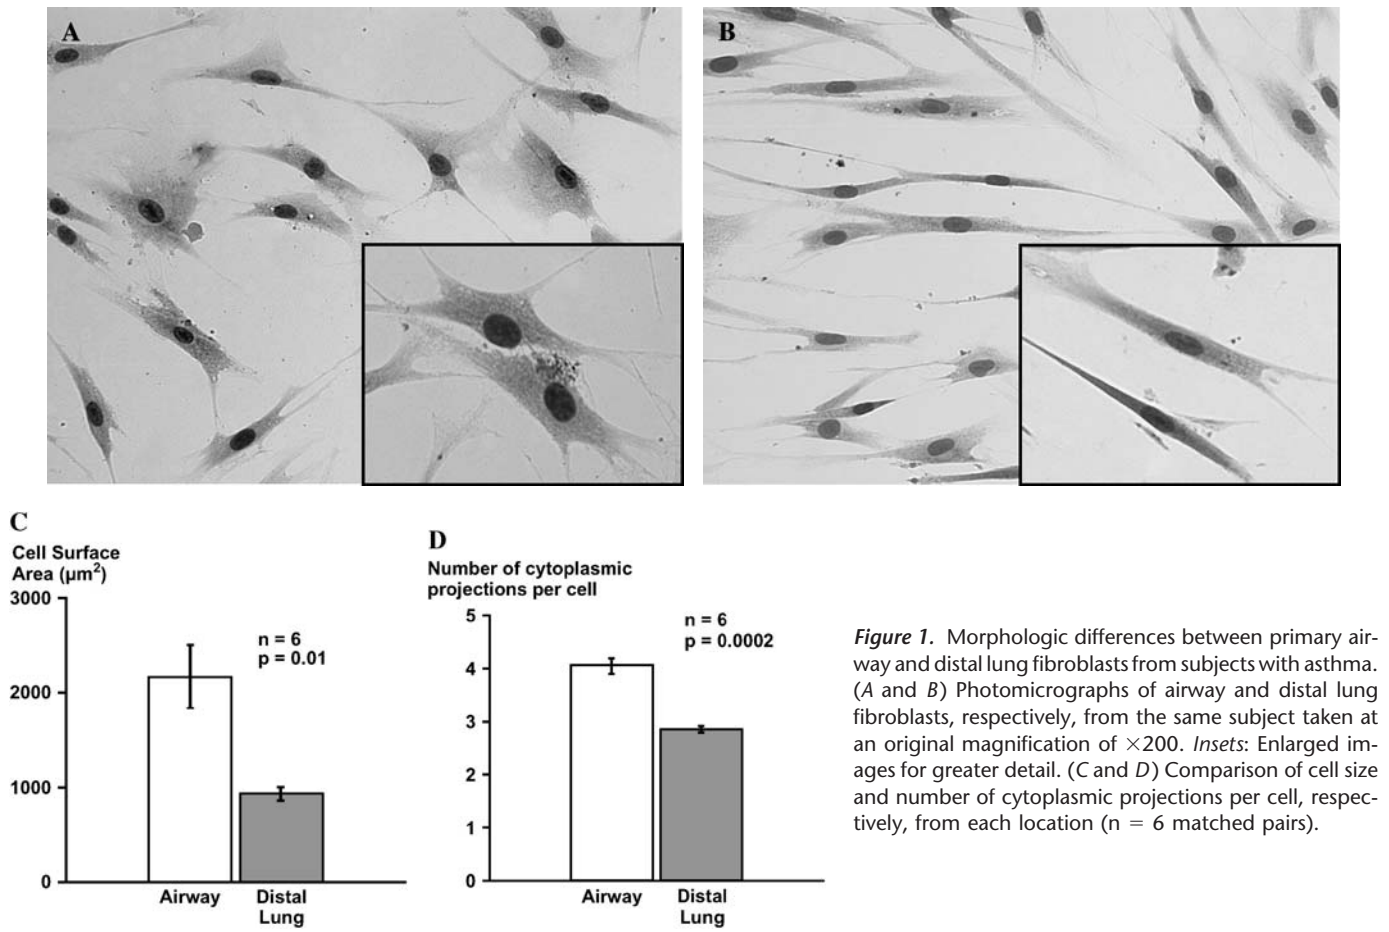 A
B
C
Cell Surface
Area (µm²)
3000
2000
1000
0
n = 6
p = 0.01
Airway
Distal
Lung
D
Number of cytoplasmic
projections per cell
5
4
3
2
1
0
n = 6
p = 0.0002
Airway
Distal
Lung
Figure 1. Morphologic differences between primary air-
way and distal lung fibroblasts from subjects with asthma.
(A and B) Photomicrographs of airway and distal lung
fibroblasts, respectively, from the same subject taken at
an original magnification of ×200. Insets: Enlarged im-
ages for greater detail. (C and D) Comparison of cell size
and number of cytoplasmic projections per cell, respec-
tively, from each location (n = 6 matched pairs).